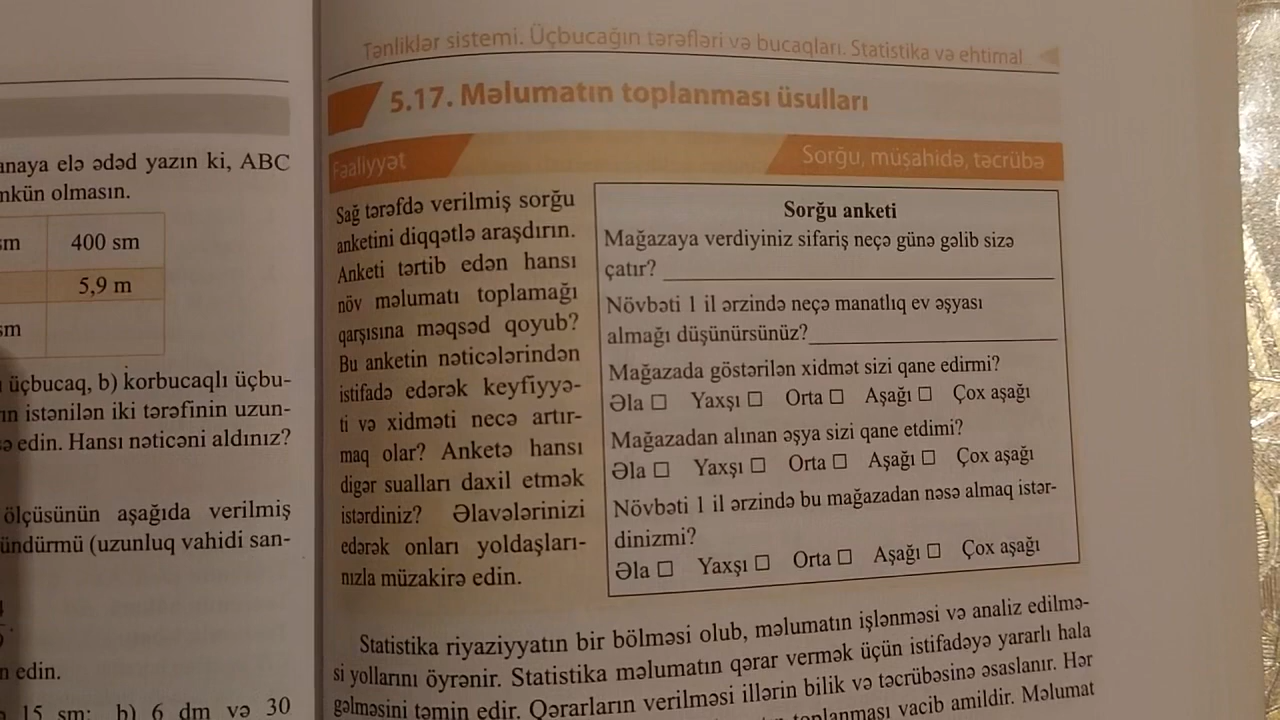 anaya elə ədəd yazın ki, ABC
mkün olmasın.
sm 400 sm
5,9 m
sm
üçbucaq, b) korbucaqlı üçbu-
ın istənilən iki tərəfinin uzun-
ə edin. Hansı nəticəni aldınız?
ölçüsünün aşağıda verilmiş
ündürmü (uzunluq vahidi san-
n edin.
15 sm; b) 6 dm və 30
Tənliklər sistemi. Üçbucağın tərəfləri və bucaqları. Statistika və ehtimal
5.17. Məlumatın toplanması üsulları
Fəaliyyət
Sorğu, müşahidə, təcrübə
Sağ tərəfdə verilmiş sorğu
anketini diqqətlə araşdırın.
Anketi tərtib edən hansı
növ məlumatı toplamağı
qarşısına məqsəd qoyub?
Bu anketin nəticələrindən
istifadə edərək keyfiyyə-
ti və xidməti necə artır-
maq olar? Anketə hansı
digər sualları daxil etmək
istərdiniz? Əlavələrinizi
edərək onları yoldaşları-
nızla müzakirə edin.
Sorğu anketi
Mağazaya verdiyiniz sifariş neçə günə gəlib sizə
çatır?
Növbəti 1 il ərzində neçə manatlıq ev əşyası
almağı düşünürsünüz?
Mağazada göstərilən xidmət sizi qane edirmi?
Əla □ Yaxşı □ Orta □ Aşağı □ Çox aşağı
Mağazadan alınan əşya sizi qane etdimi?
Əla □ Yaxşı □ Orta □ Aşağı □ Çox aşağı
Növbəti 1 il ərzində bu mağazadan nəsə almaq istər-
dinizmi?
Əla □ Yaxşı □ Orta □ Aşağı □ Çox aşağı
Statistika riyaziyyatın bir bölməsi olub, məlumatın işlənməsi və analiz edilmə-
si yollarını öyrənir. Statistika məlumatın qərar vermək üçün istifadəyə yararlı hala
gəlməsini təmin edir. Qərarların verilməsi illərin bilik və təcrübəsinə əsaslanır. Hər
toplanması vacib amildir. Məlumat